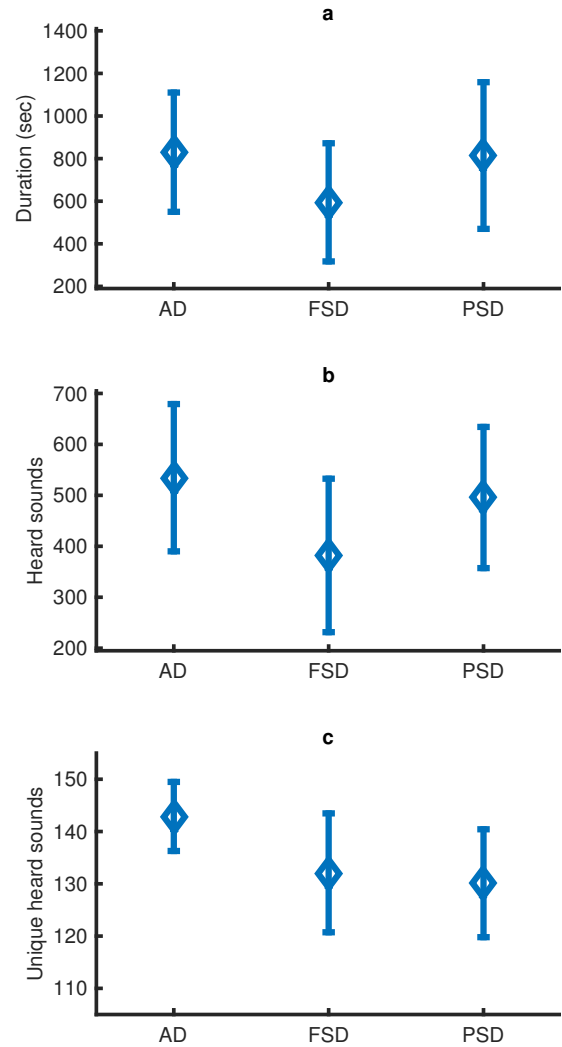 a
1400
1200
1000
800
600
400
200
Duration (sec)
AD FSD PSD
b
700
600
500
400
300
200
Heard sounds
AD FSD PSD
c
150
140
130
120
110
Unique heard sounds
AD FSD PSD